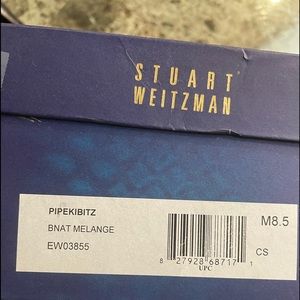 STUART
WEITZMAN
PIPEKIBITZ
BNAT MELANGE
EW03855
M8.5
CS
8 27928 68717 1
UPC